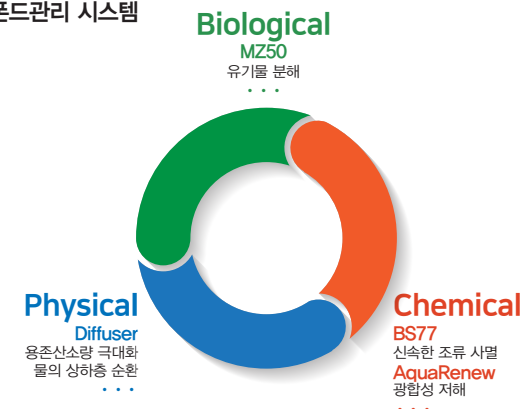 폰드관리 시스템
Biological
MZ50
유기물 분해
. . .
Physical
Diffuser
용존산소량 극대화
물의 상하층 순환
. . .
Chemical
BS77
신속한 조류 사멸
AquaRenew
광합성 저해
. . .